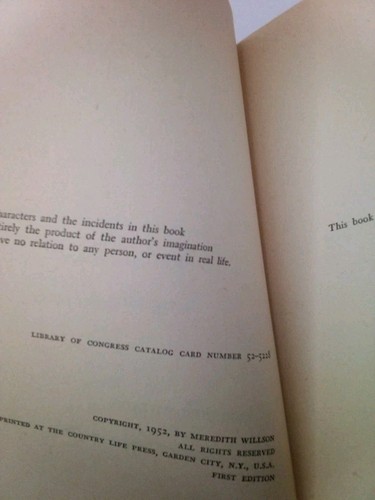 haracters and the incidents in this book
tirely the product of the author's imagination
ve no relation to any person, or event in real life.
This book
LIBRARY OF CONGRESS CATALOG CARD NUMBER
COPYRIGHT, 1952, BY MEREDITH WILLSON
ALL RIGHTS RESERVED
PRINTED AT THE COUNTRY LIFE PRESS, GARDEN CITY, N.Y., U.S.A.
FIRST EDITION